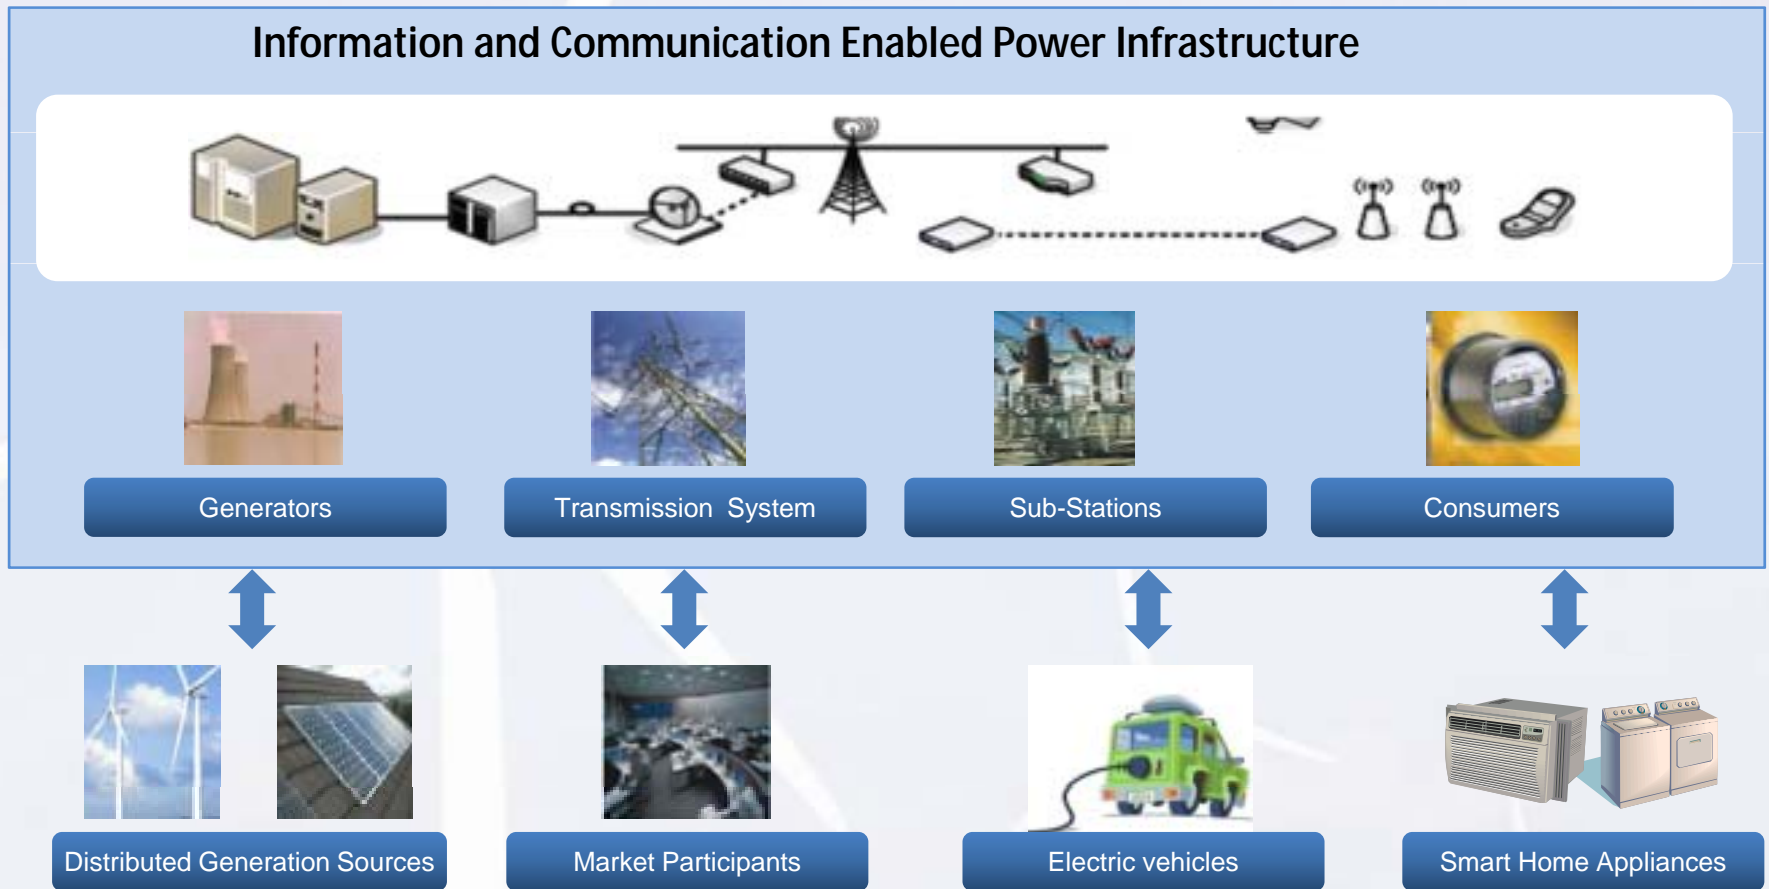 Information and Communication Enabled Power Infrastructure
Generators
Transmission System
Sub-Stations
Consumers
Distributed Generation Sources
Market Participants
Electric vehicles
Smart Home Appliances